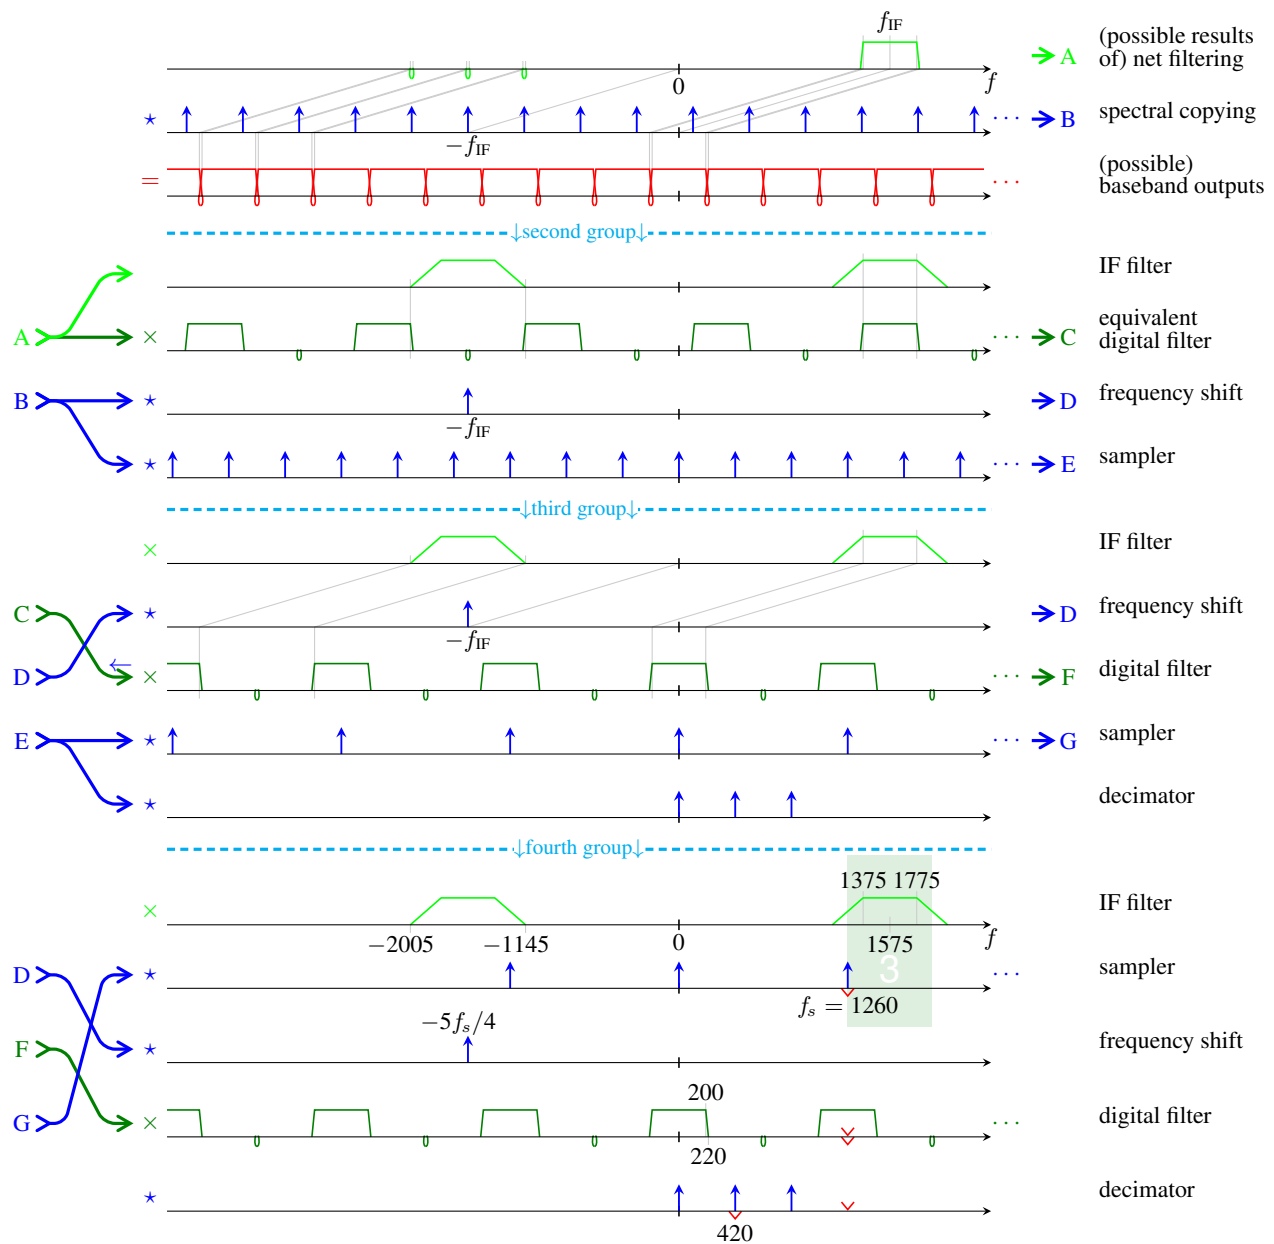 f_IF
A (possible results
of) net filtering
0 f
⋆ ··· B spectral copying
−f_IF
(possible)
= ··· baseband outputs
↓second group↓
IF filter
A × ··· C equivalent
digital filter
B ⋆ D frequency shift
−f_IF
⋆ ··· E sampler
↓third group↓
× IF filter
C ⋆ D frequency shift
−f_IF
←
D × ··· F digital filter
E ⋆ ··· G sampler
⋆ decimator
↓fourth group↓
1375 1775
× IF filter
−2005 −1145 0 1575 f
D ⋆ 3 ··· sampler
f_s = 1260
−5f_s/4
F ⋆ frequency shift
200
G × ··· digital filter
220
⋆ decimator
420